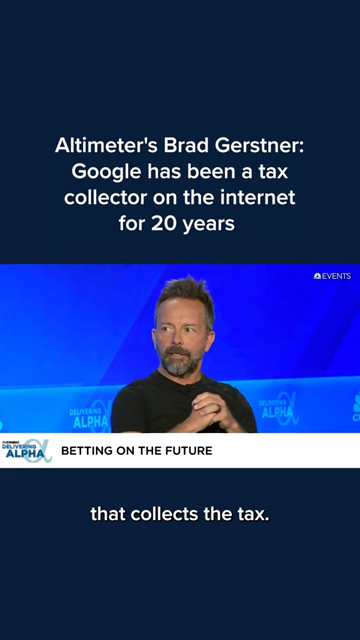 Altimeter's Brad Gerstner:
Google has been a tax
collector on the internet
for 20 years
EVENTS
DELIVERING
ALPHA
DELIVERING
ALPHA
DELIVERING
ALPHA
BETTING ON THE FUTURE
that collects the tax.